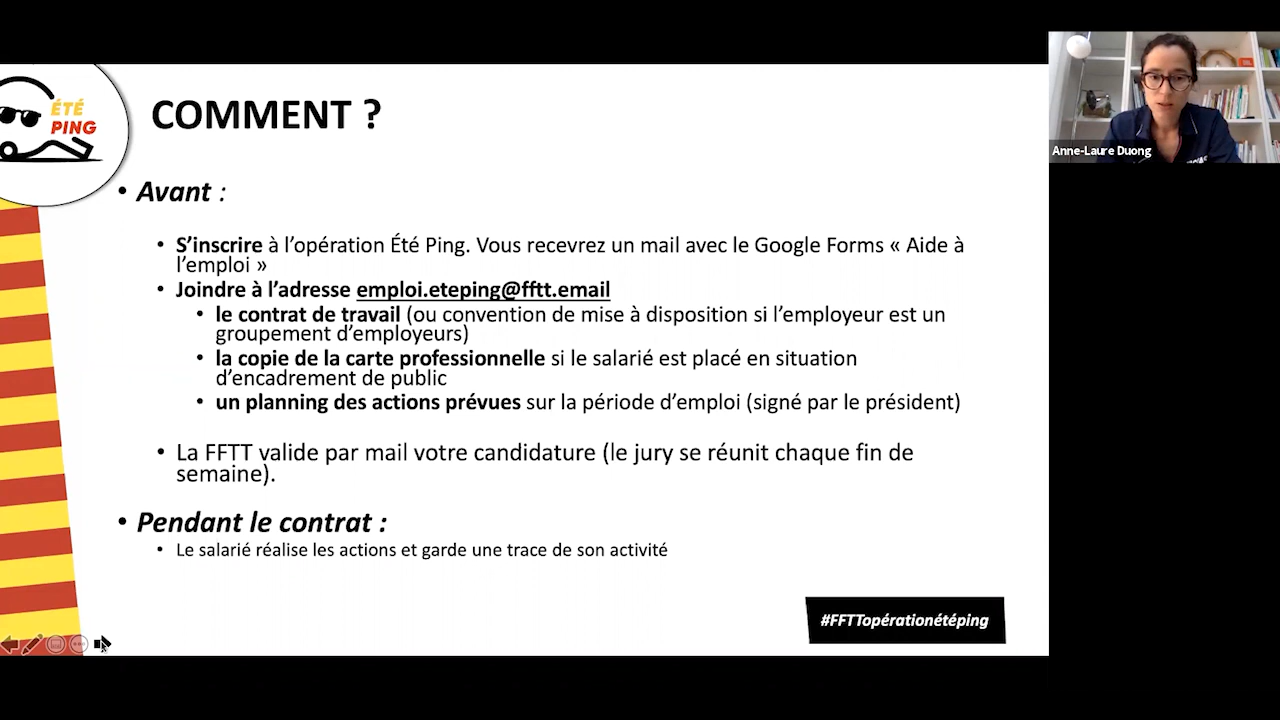 ÉTÉ
PING
COMMENT ?
• Avant :
• S’inscrire à l’opération Été Ping. Vous recevrez un mail avec le Google Forms « Aide à
l’emploi »
• Joindre à l’adresse emploi.eteping@fftt.email
• le contrat de travail (ou convention de mise à disposition si l’employeur est un
groupement d’employeurs)
• la copie de la carte professionnelle si le salarié est placé en situation
d’encadrement de public
• un planning des actions prévues sur la période d’emploi (signé par le président)
• La FFTT valide par mail votre candidature (le jury se réunit chaque fin de
semaine).
• Pendant le contrat :
• Le salarié réalise les actions et garde une trace de son activité
#FFTTopérationétéping
Anne-Laure Duong